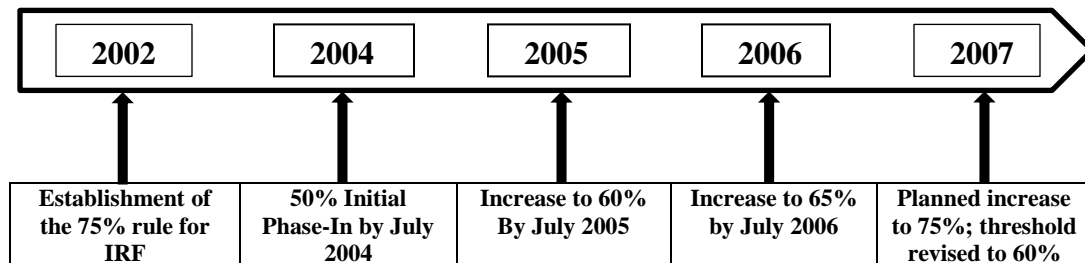 2002
2004
2005
2006
2007
Establishment of
the 75% rule for
IRF
50% Initial
Phase-In by July
2004
Increase to 60%
By July 2005
Increase to 65%
by July 2006
Planned increase
to 75%; threshold
revised to 60%